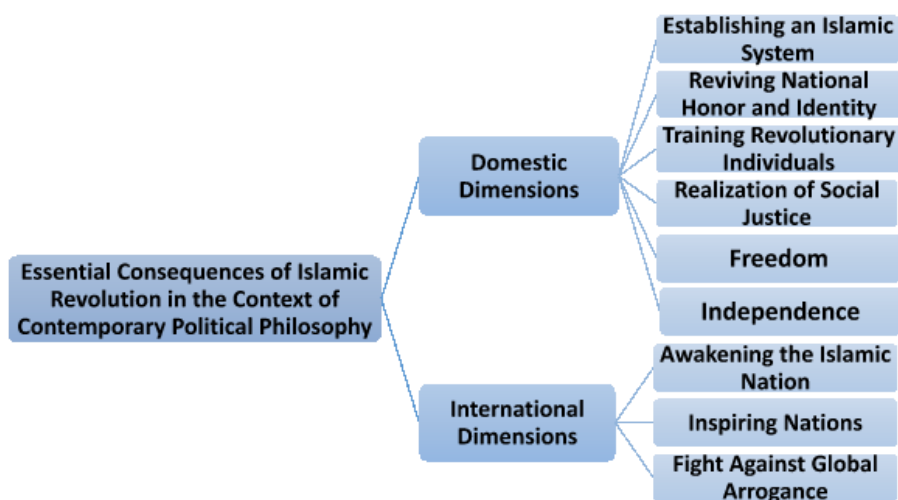 Essential Consequences of Islamic
Revolution in the Context of
Contemporary Political Philosophy
Domestic
Dimensions
Establishing an Islamic
System
Reviving National
Honor and Identity
Training Revolutionary
Individuals
Realization of Social
Justice
Freedom
Independence
International
Dimensions
Awakening the Islamic
Nation
Inspiring Nations
Fight Against Global
Arrogance